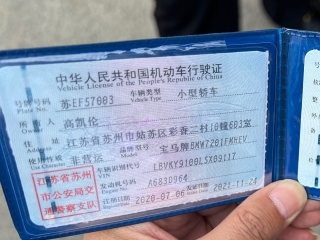 中华人民共和国机动车行驶证
Vehicle License of the People's Republic of China
号牌号码 苏EF57003 车辆类型 小型轿车
Plate No. Vehicle Type
所有人 高凯伦
Owner
住址 江苏省苏州市姑苏区彩香二村10幢603室
使用性质 非营运 品牌型号 宝马牌BMW7201FMHEV
Use Character
江苏省苏州
市公安局交
通警察支队
车辆识别代号
VIN
发动机号码 A6830964
注册日期 2020-07-06 发证日期 2021-11-24